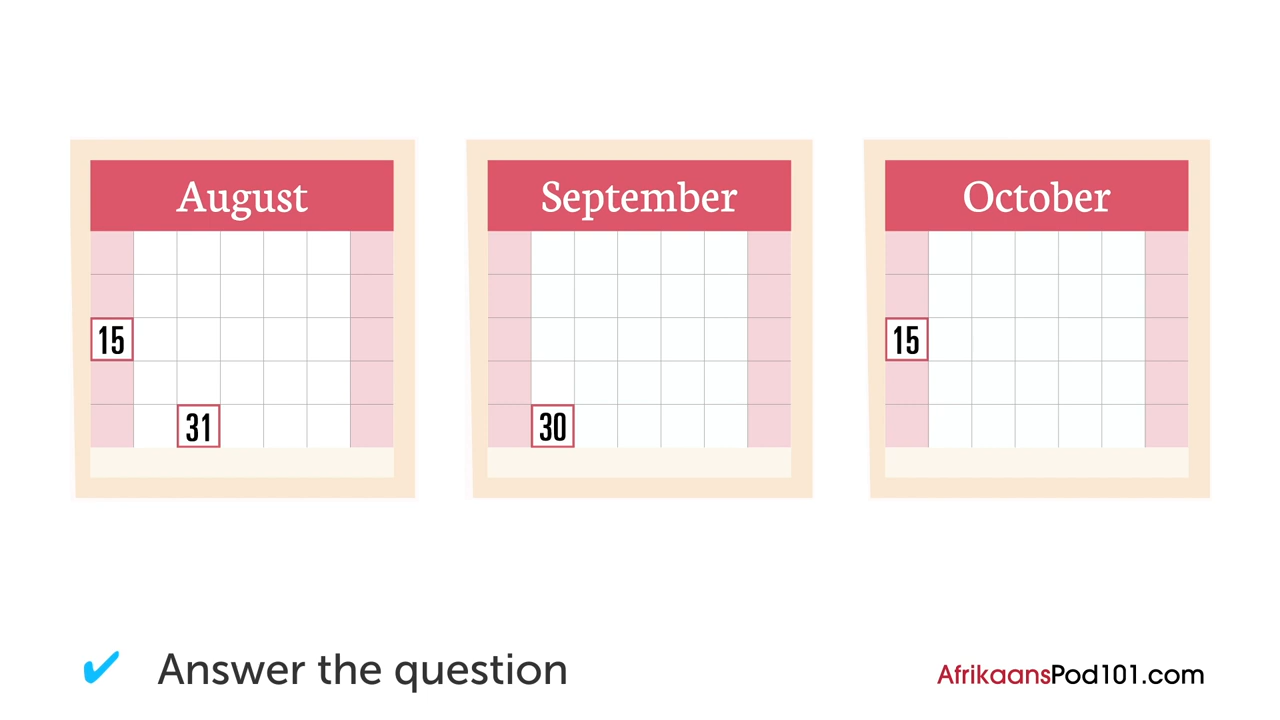 August
September
October
15
15
31
30
✔ Answer the question
AfrikaansPod101.com